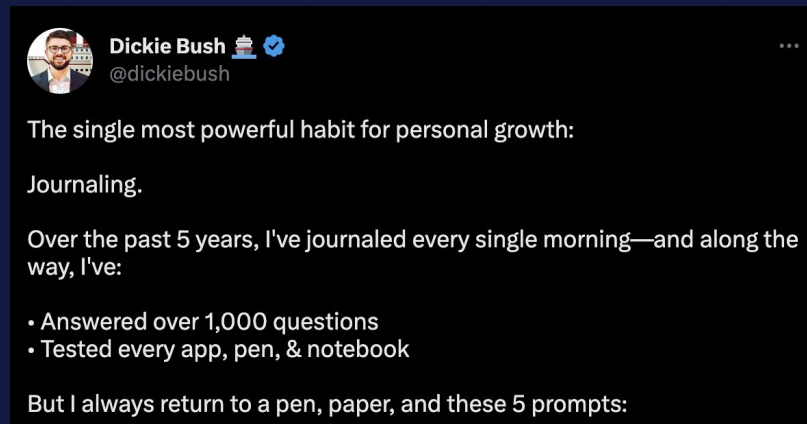 Dickie Bush 🚢
@dickiebush
The single most powerful habit for personal growth:
Journaling.
Over the past 5 years, I've journaled every single morning—and along the
way, I've:
• Answered over 1,000 questions
• Tested every app, pen, & notebook
But I always return to a pen, paper, and these 5 prompts: